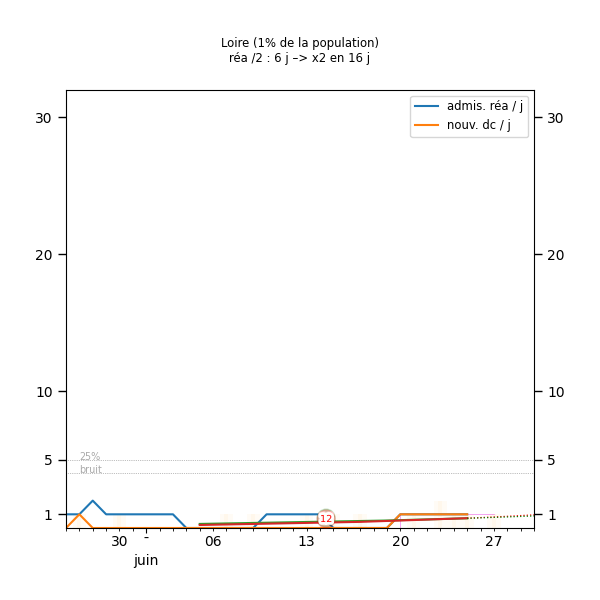 Loire (1% de la population)
réa /2 : 6 j –> x2 en 16 j
admis. réa / j
nouv. dc / j
30 30
20 20
10 10
5 5
25%
bruit
1 1
12
30 - 06 13 20 27
juin